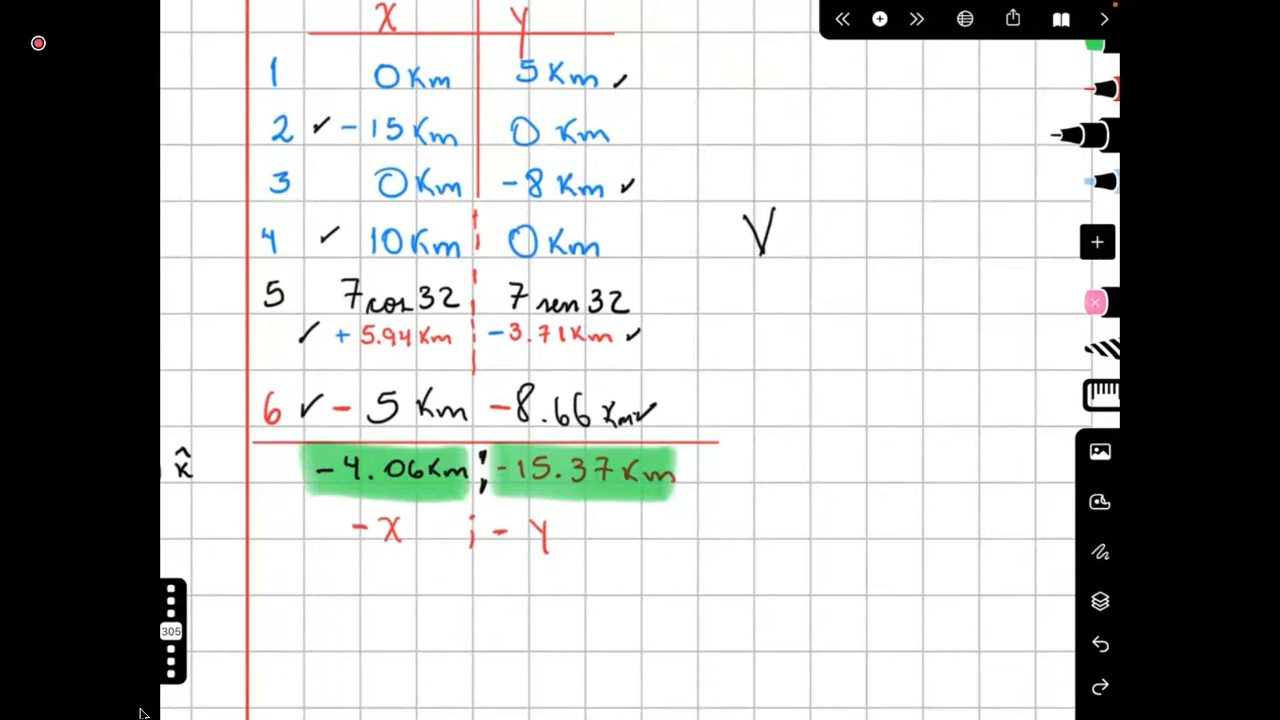 x y
1 0 Km 5 Km ✓
2 ✓ - 15 Km 0 Km
3 0 Km - 8 Km ✓
4 ✓ 10 Km 0 Km
V
5 7 cos 32 7 sen 32
✓ + 5.94 Km - 3.71 Km ✓
6 ✓ - 5 Km - 8.66 Km ✓
k̂ - 4.06 Km ; - 15.37 Km
- x ; - y
305